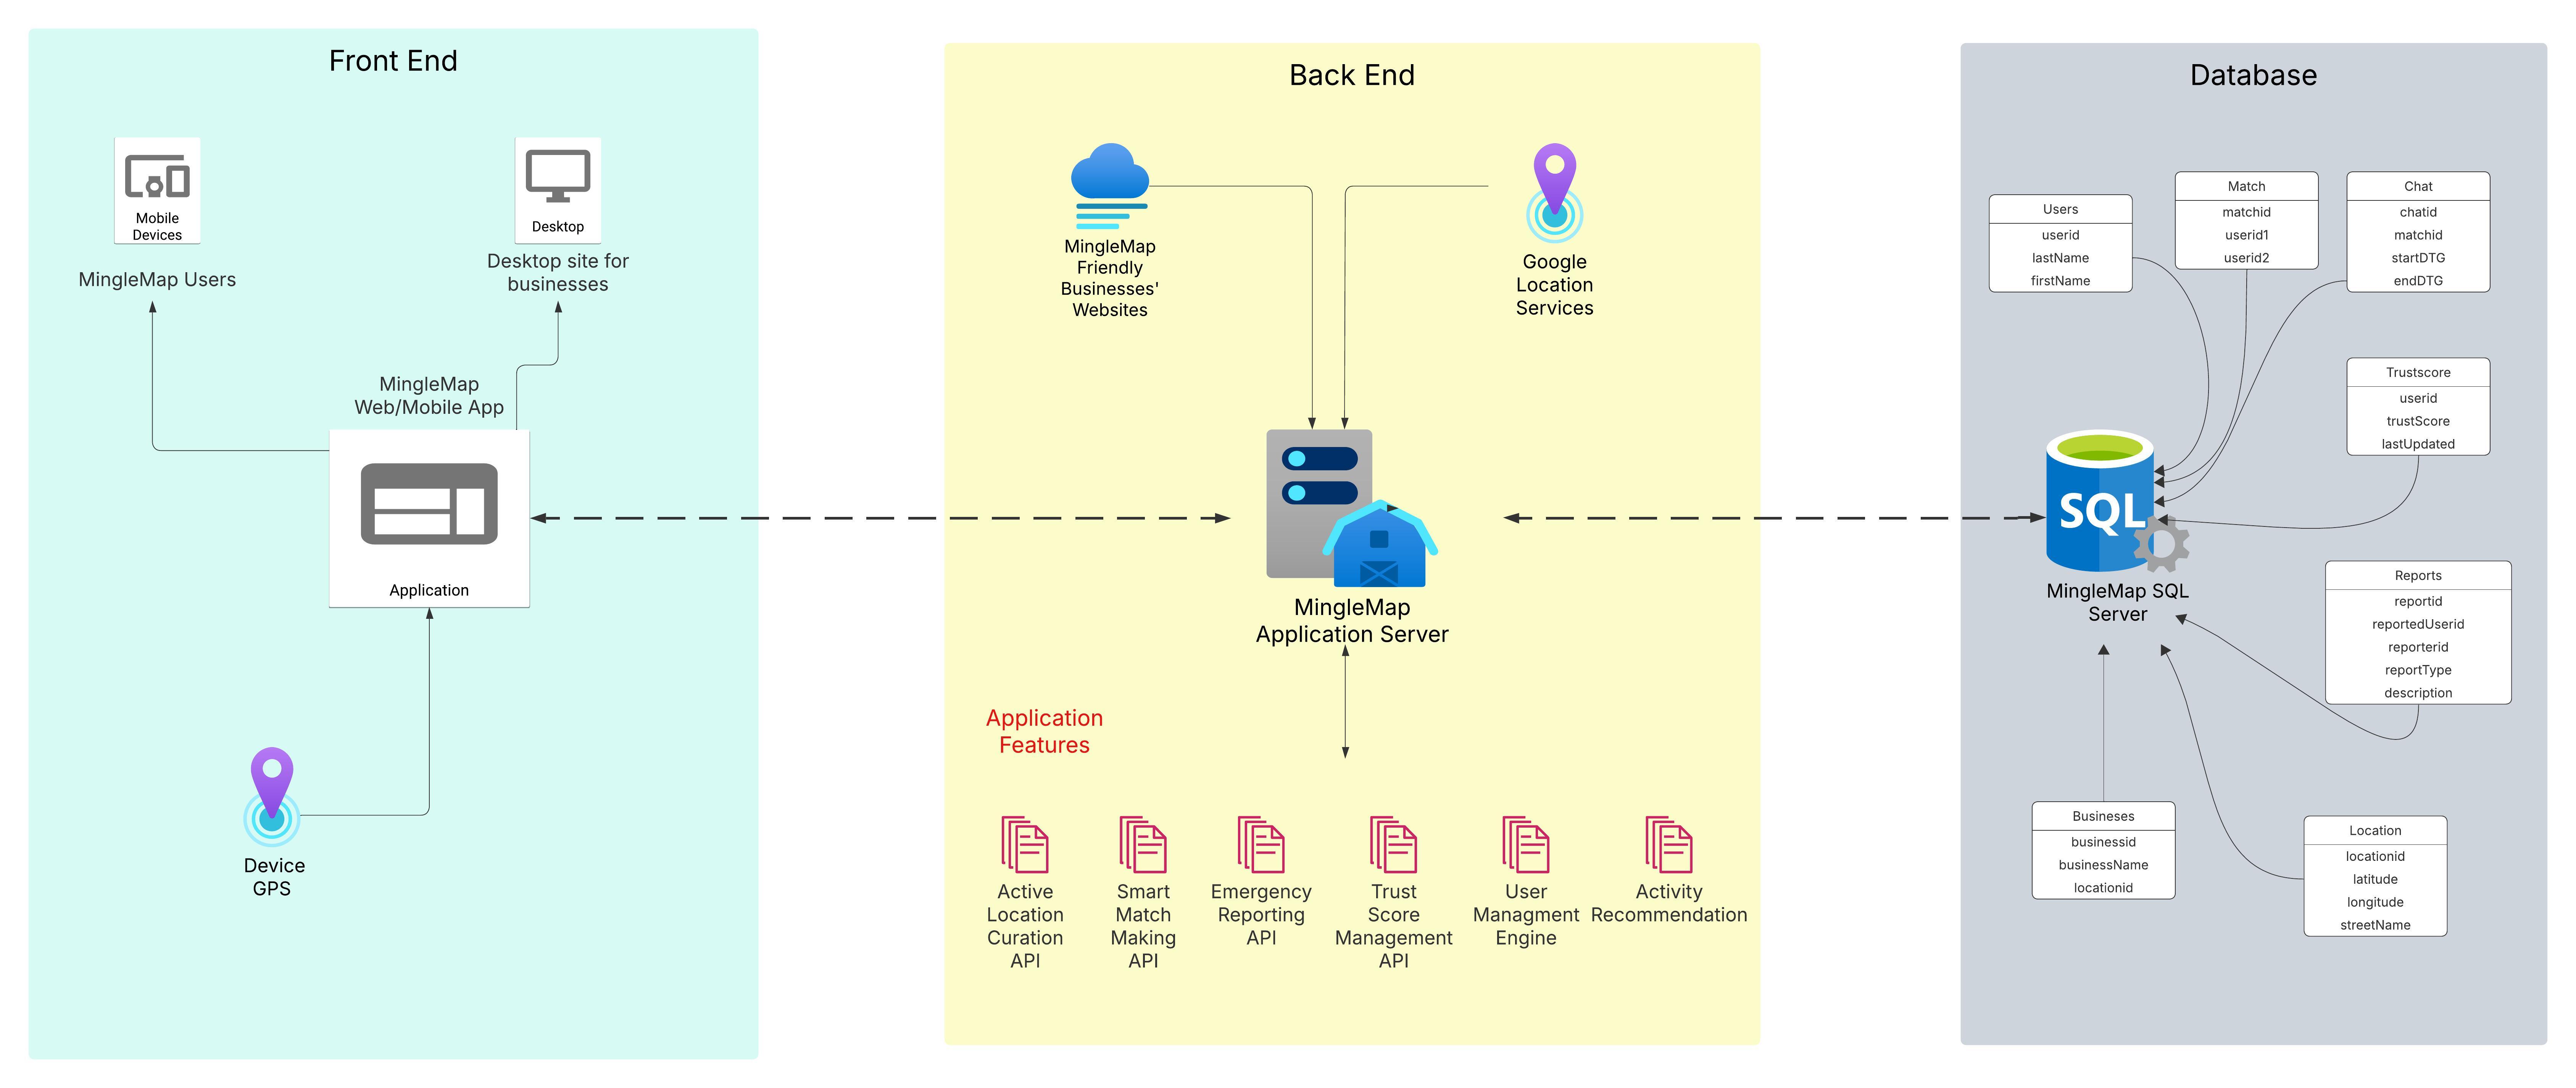 Front End
Mobile
Devices
MingleMap Users
Desktop
Desktop site for
businesses
MingleMap
Web/Mobile App
Application
Device
GPS
Back End
MingleMap
Friendly
Businesses'
Websites
Google
Location
Services
MingleMap
Application Server
Application
Features
Active
Location
Curation
API
Smart
Match
Making
API
Emergency
Reporting
API
Trust
Score
Management
API
User
Managment
Engine
Activity
Recommendation
Database
Users
userid
lastName
firstName
Match
matchid
userid1
userid2
Chat
chatid
matchid
startDTG
endDTG
Trustscore
userid
trustScore
lastUpdated
SQL
MingleMap SQL
Server
Reports
reportid
reportedUserid
reporterid
reportType
description
Busineses
businessid
businessName
locationid
Location
locationid
latitude
longitude
streetName